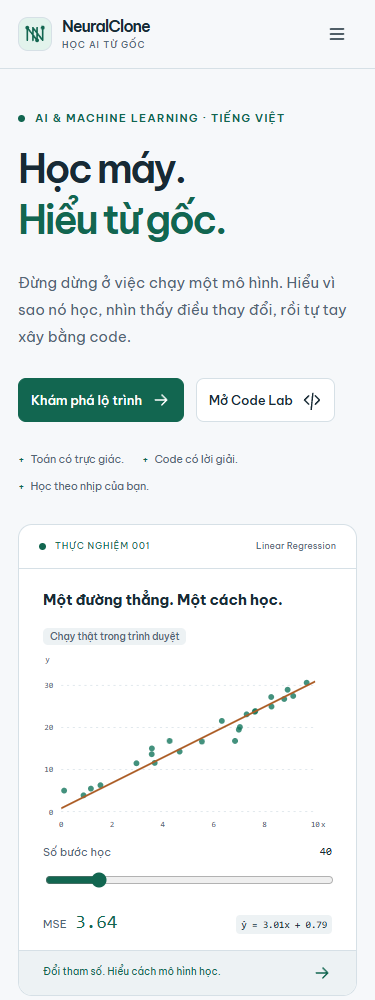 NeuralClone
HỌC AI TỪ GỐC
AI & MACHINE LEARNING · TIẾNG VIỆT
Học máy.
Hiểu từ gốc.
Đừng dừng ở việc chạy một mô hình. Hiểu vì
sao nó học, nhìn thấy điều thay đổi, rồi tự tay
xây bằng code.
Khám phá lộ trình →
Mở Code Lab </>
+ Toán có trực giác. + Code có lời giải.
+ Học theo nhịp của bạn.
THỰC NGHIỆM 001 Linear Regression
Một đường thẳng. Một cách học.
Chạy thật trong trình duyệt
y
30
20
10
0
0 2 4 6 8 10 x
Số bước học 40
MSE 3.64 ŷ = 3.01x + 0.79
Đổi tham số. Hiểu cách mô hình học. →